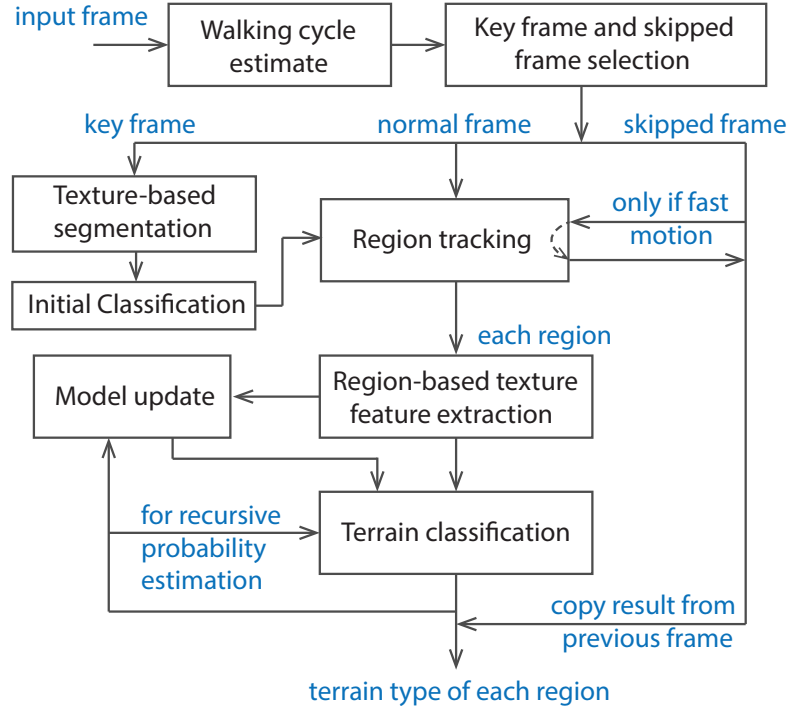 input frame
Walking cycle
estimate
Key frame and skipped
frame selection
key frame
normal frame
skipped frame
Texture-based
segmentation
Region tracking
only if fast
motion
Initial Classification
each region
Model update
Region-based texture
feature extraction
for recursive
probability
estimation
Terrain classification
copy result from
previous frame
terrain type of each region